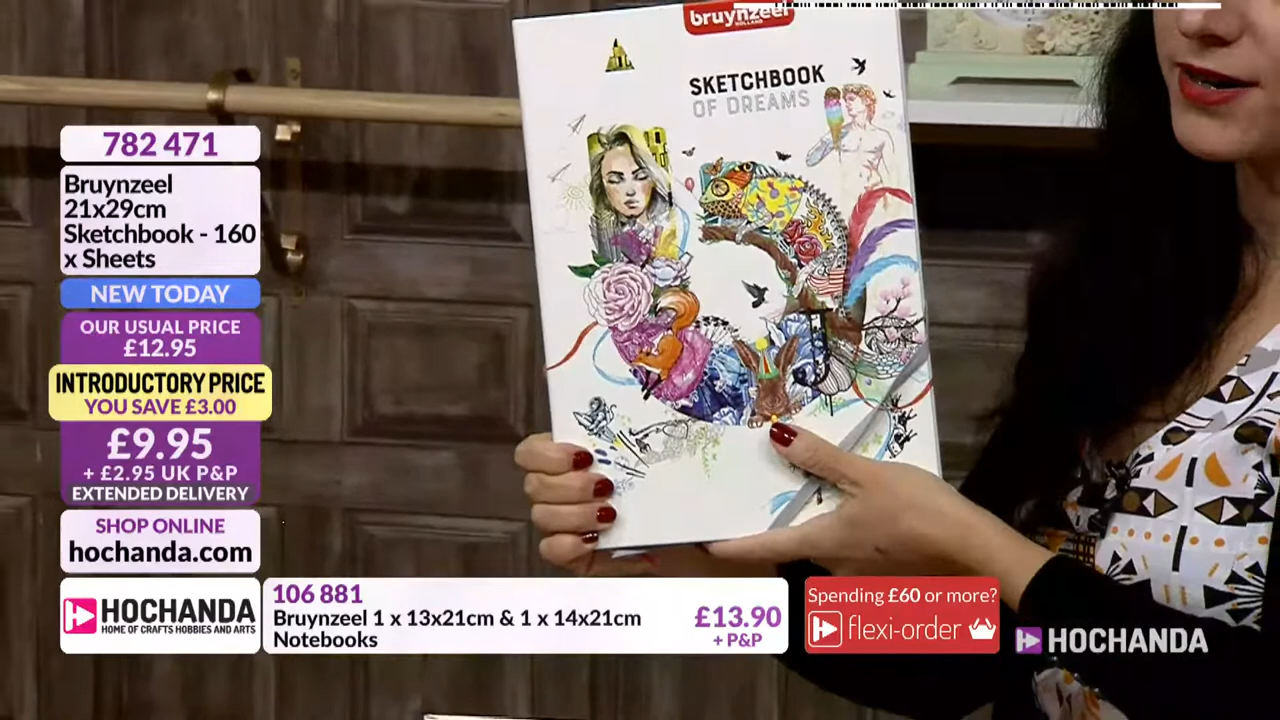 bruynzeel
HOLLAND
SKETCHBOOK
OF DREAMS
782 471
Bruynzeel
21x29cm
Sketchbook - 160
x Sheets
NEW TODAY
OUR USUAL PRICE
£12.95
INTRODUCTORY PRICE
YOU SAVE £3.00
£9.95
+ £2.95 UK P&P
EXTENDED DELIVERY
SHOP ONLINE
hochanda.com
HOCHANDA
HOME OF CRAFTS HOBBIES AND ARTS
106 881
Bruynzeel 1 x 13x21cm & 1 x 14x21cm
Notebooks
£13.90
+ P&P
Spending £60 or more?
flexi-order
HOCHANDA